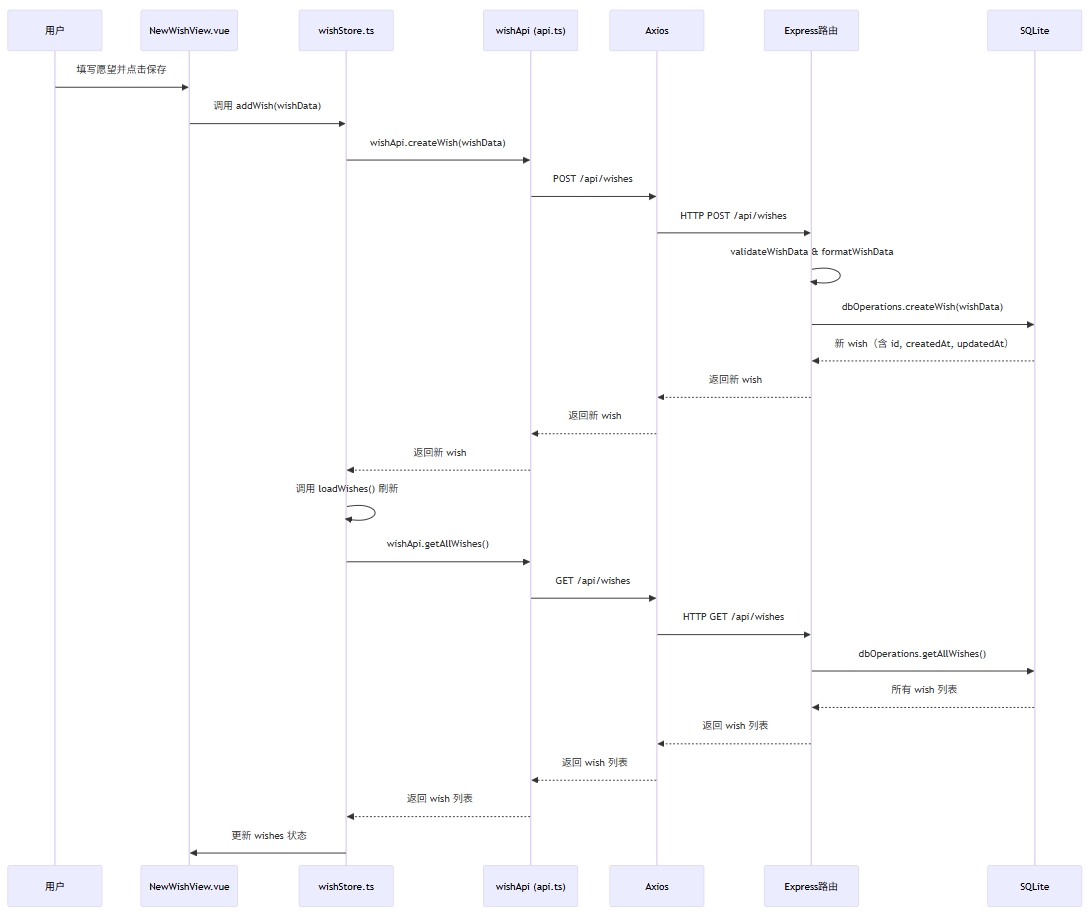 用户
NewWishView.vue
wishStore.ts
wishApi (api.ts)
Axios
Express路由
SQLite
填写愿望并点击保存
调用 addWish(wishData)
wishApi.createWish(wishData)
POST /api/wishes
HTTP POST /api/wishes
validateWishData & formatWishData
dbOperations.createWish(wishData)
新 wish（含 id, createdAt, updatedAt）
返回新 wish
返回新 wish
返回新 wish
调用 loadWishes() 刷新
wishApi.getAllWishes()
GET /api/wishes
HTTP GET /api/wishes
dbOperations.getAllWishes()
所有 wish 列表
返回 wish 列表
返回 wish 列表
返回 wish 列表
更新 wishes 状态
用户
NewWishView.vue
wishStore.ts
wishApi (api.ts)
Axios
Express路由
SQLite